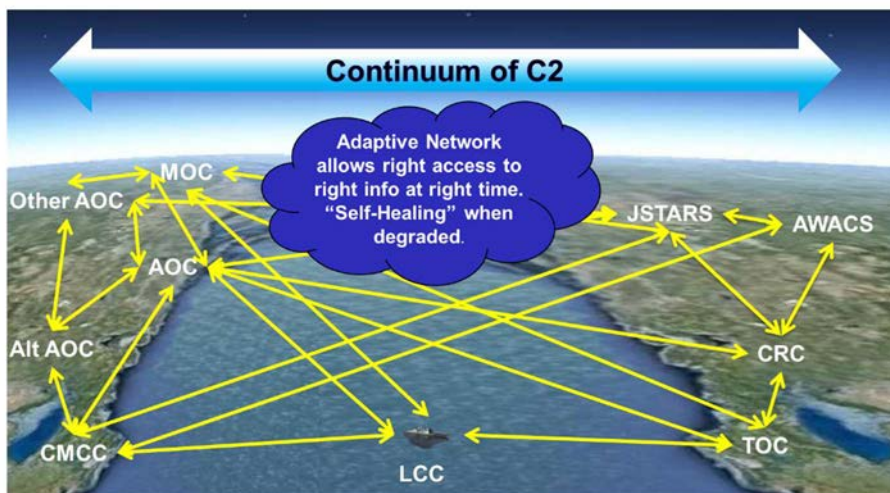 Continuum of C2
Adaptive Network
allows right access to
right info at right time.
“Self-Healing” when
degraded.
MOC
Other AOC
JSTARS
AWACS
AOC
Alt AOC
CRC
CMCC
TOC
LCC